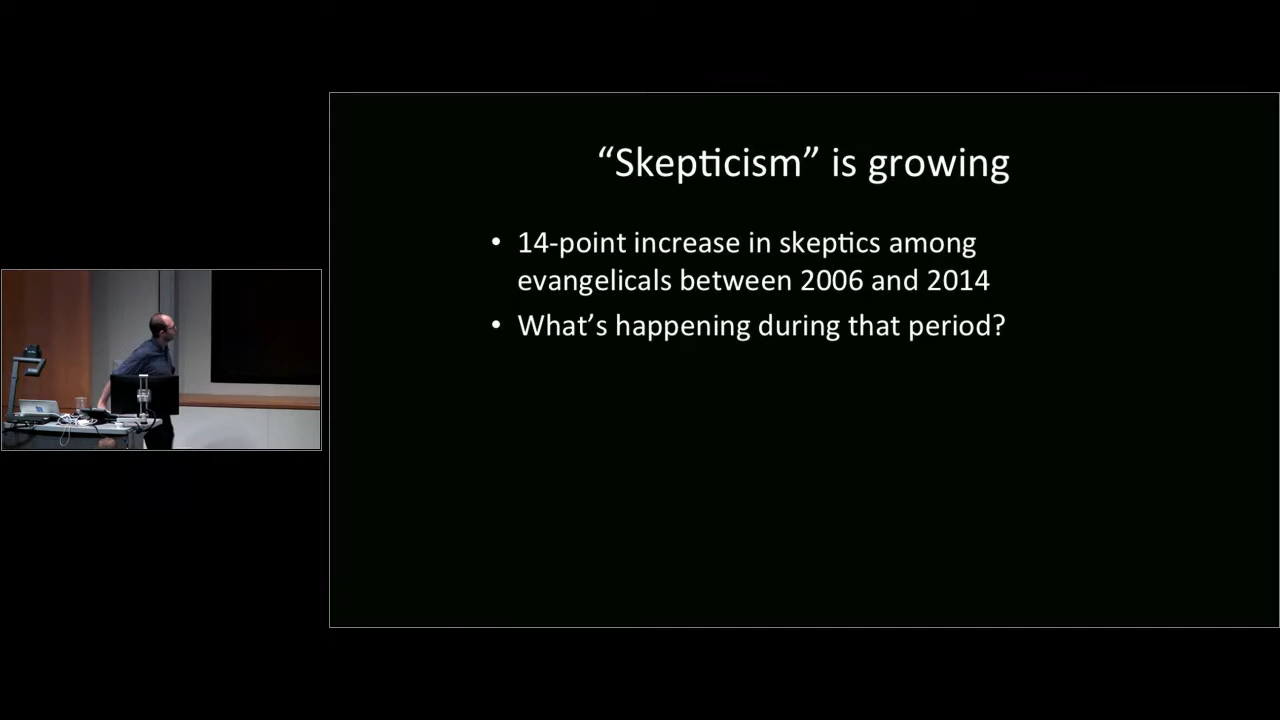 “Skepticism” is growing
• 14-point increase in skeptics among
evangelicals between 2006 and 2014
• What’s happening during that period?